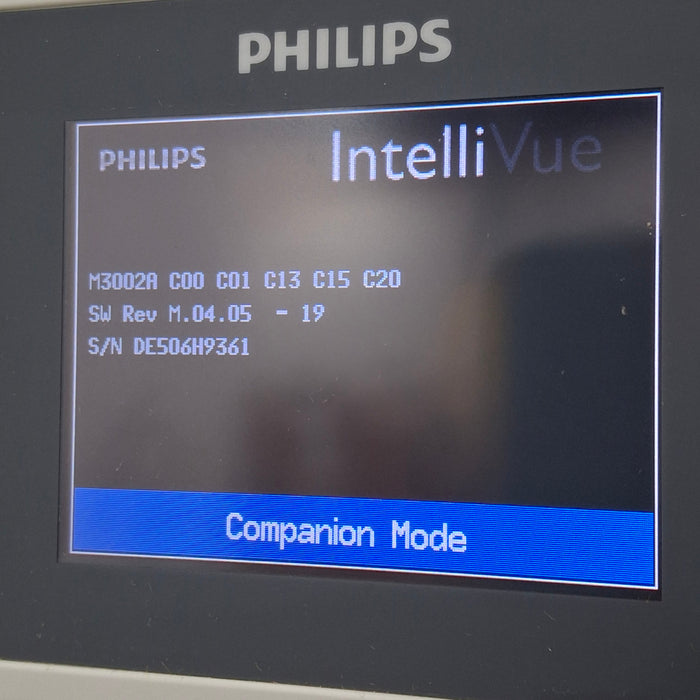 PHILIPS
PHILIPS IntelliVue
M3002A C00 C01 C13 C15 C20
SW Rev M.04.05 - 19
S/N DE506H9361
Companion Mode